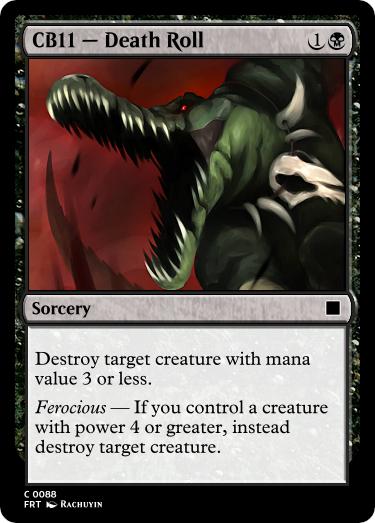 CB11 — Death Roll 1
Sorcery
Destroy target creature with mana
value 3 or less.
Ferocious — If you control a creature
with power 4 or greater, instead
destroy target creature.
C 0088
FRT Rachuyin